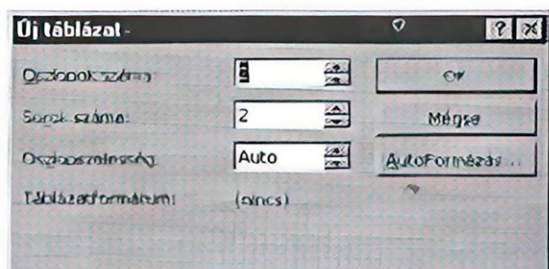 Új táblázat
Oszlopok száma:
Sorok száma: 2
OK
Mégse
Oszlopszélesség: Auto
AutoFormázás...
Táblázatformátum: (nincs)